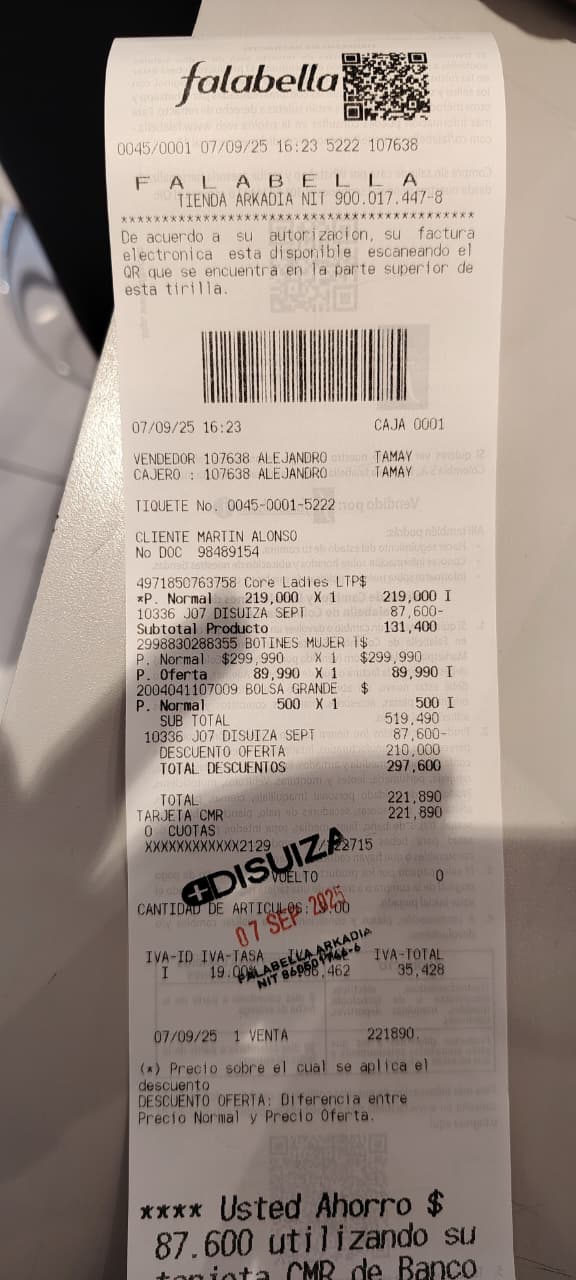 falabella
0045/0001 07/09/25 16:23 5222 107638
F A L A B E L L A
TIENDA ARKADIA NIT 900.017.447-8
************************************************
De acuerdo a su autorizacion, su factura
electronica esta disponible escaneando el
QR que se encuentra en la parte superior de
esta tirilla.
07/09/25 16:23 CAJA 0001
VENDEDOR 107638 ALEJANDRO TAMAY
CAJERO : 107638 ALEJANDRO TAMAY
TIQUETE No. 0045-0001-5222
CLIENTE MARTIN ALONSO
No DOC 98489154
4971850763758 Core Ladies LTP$
*P. Normal 219,000 X 1 219,000 I
10336 J07 DISUIZA SEPT 87,600-
Subtotal Producto 131,400
2998830288355 BOTINES MUJER T$
P. Normal $299,990 X 1 $299,990
P. Oferta 89,990 X 1 89,990 I
2004041107009 BOLSA GRANDE $
P. Normal 500 X 1 500 I
SUB TOTAL 519,490
10336 J07 DISUIZA SEPT 87,600-
DESCUENTO OFERTA 210,000
TOTAL DESCUENTOS 297,600
TOTAL 221,890
TARJETA CMR 221,890
0 CUOTAS
XXXXXXXXXXXX2129
DISUIZA
VUELTO 0
CANTIDAD DE ARTICULOS:
07 SEP 2025
FALABELLA ARKADIA
NIT
IVA-ID IVA-TASA IVA-TOTAL
I 19.00% 35,428
07/09/25 1 VENTA 221890.
(*) Precio sobre el cual se aplica el
descuento
DESCUENTO OFERTA: Diferencia entre
Precio Normal y Precio Oferta.
**** Usted Ahorro $
87.600 utilizando su
tarjeta CMR de Banco